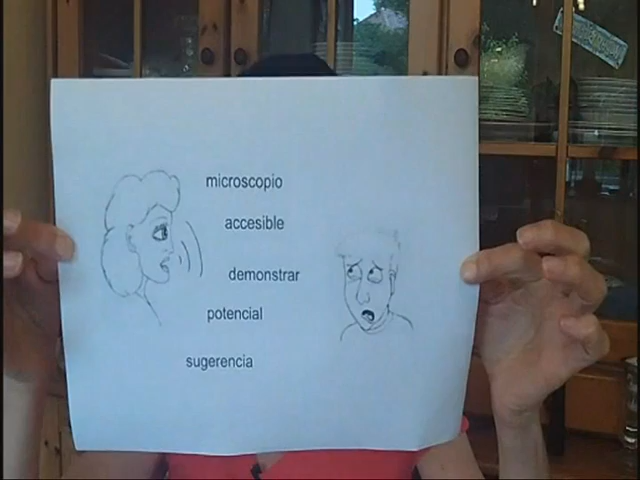 microscopio
accesible
demonstrar
potencial
sugerencia